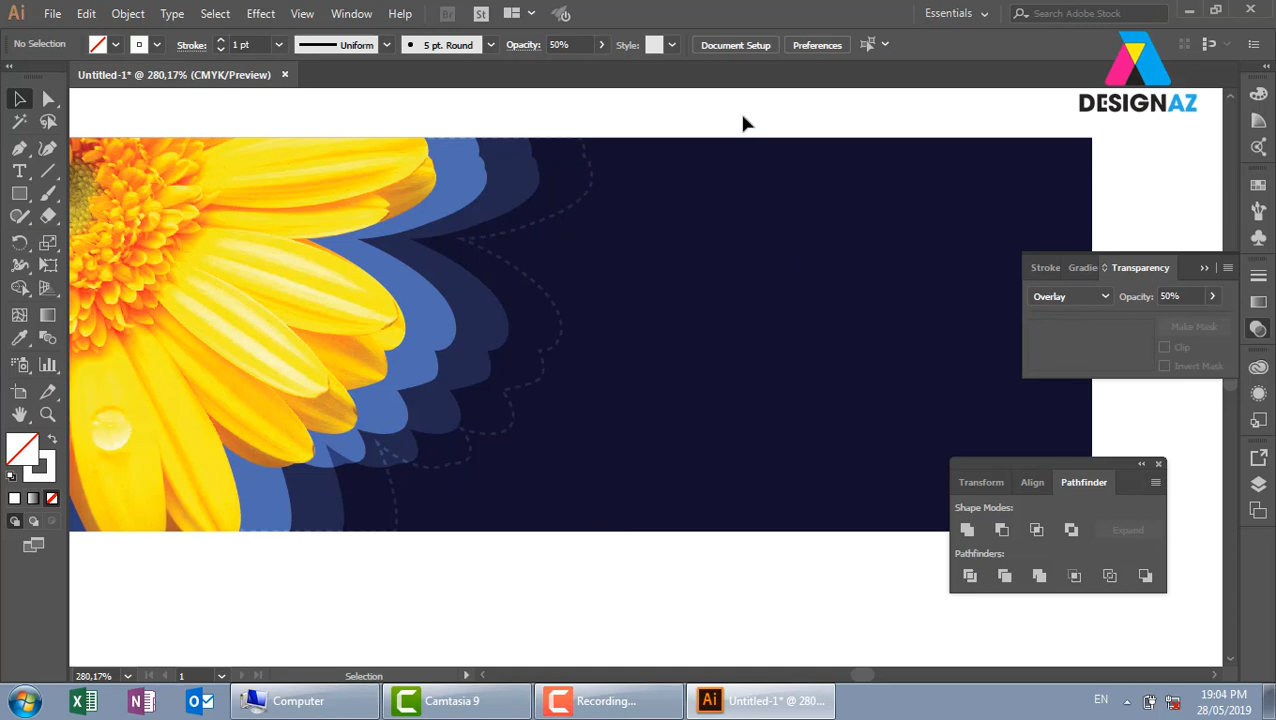 Ai File Edit Object Type Select Effect View Window Help Br St Essentials Search Adobe Stock
No Selection Stroke: 1 pt Uniform 5 pt. Round Opacity: 50% Style: Document Setup Preferences
Untitled-1* @ 280,17% (CMYK/Preview)
DESIGNAZ
Stroke Gradie Transparency
Overlay Opacity: 50%
Make Mask
Clip
Invert Mask
Transform Align Pathfinder
Shape Modes:
Expand
Pathfinders:
280,17% 1 Selection
Computer Camtasia 9 Recording... Ai Untitled-1* @ 280... EN 19:04 PM
28/05/2019